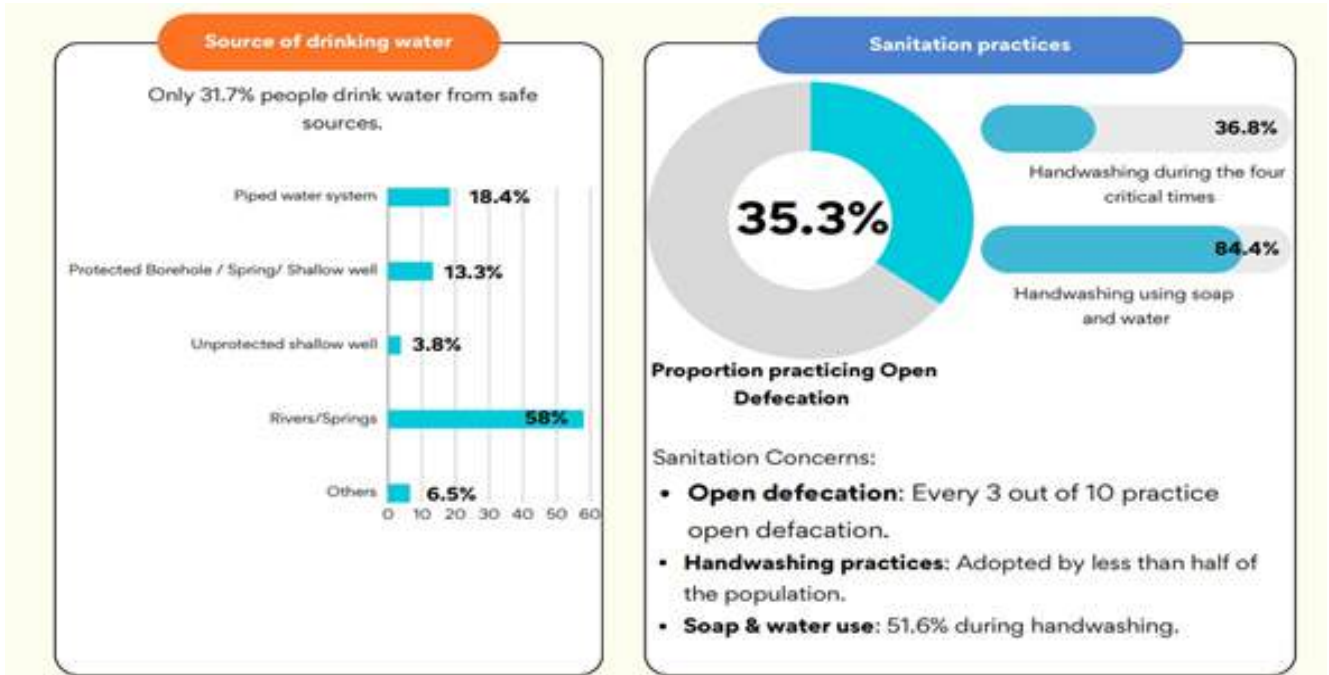 Source of drinking water
Only 31.7% people drink water from safe
sources.
Piped water system 18.4%
Protected Borehole / Spring/ Shallow well 13.3%
Unprotected shallow well 3.8%
Rivers/Springs 58%
Others 6.5%
0 10 20 30 40 50 60
Sanitation practices
35.3%
Proportion practicing Open
Defecation
36.8%
Handwashing during the four
critical times
84.4%
Handwashing using soap
and water
Sanitation Concerns:
• Open defecation: Every 3 out of 10 practice
open defacation.
• Handwashing practices: Adopted by less than half of
the population.
• Soap & water use: 51.6% during handwashing.